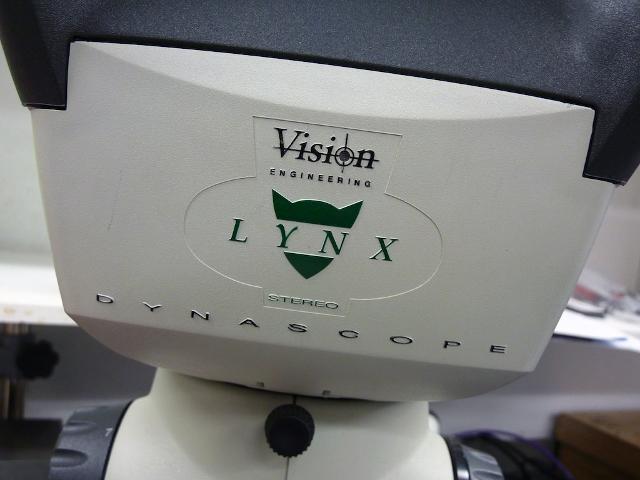 Vision
ENGINEERING
LYNX
STEREO
DYNASCOPE